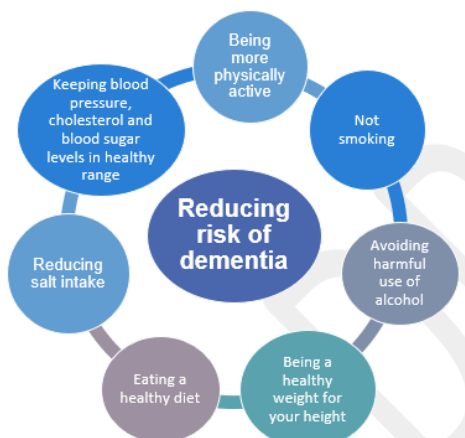 Being
more
physically
active
Not
smoking
Avoiding
harmful
use of
alcohol
Being a
healthy
weight for
your height
Eating a
healthy diet
Reducing
salt intake
Keeping blood
pressure,
cholesterol and
blood sugar
levels in healthy
range
Reducing
risk of
dementia